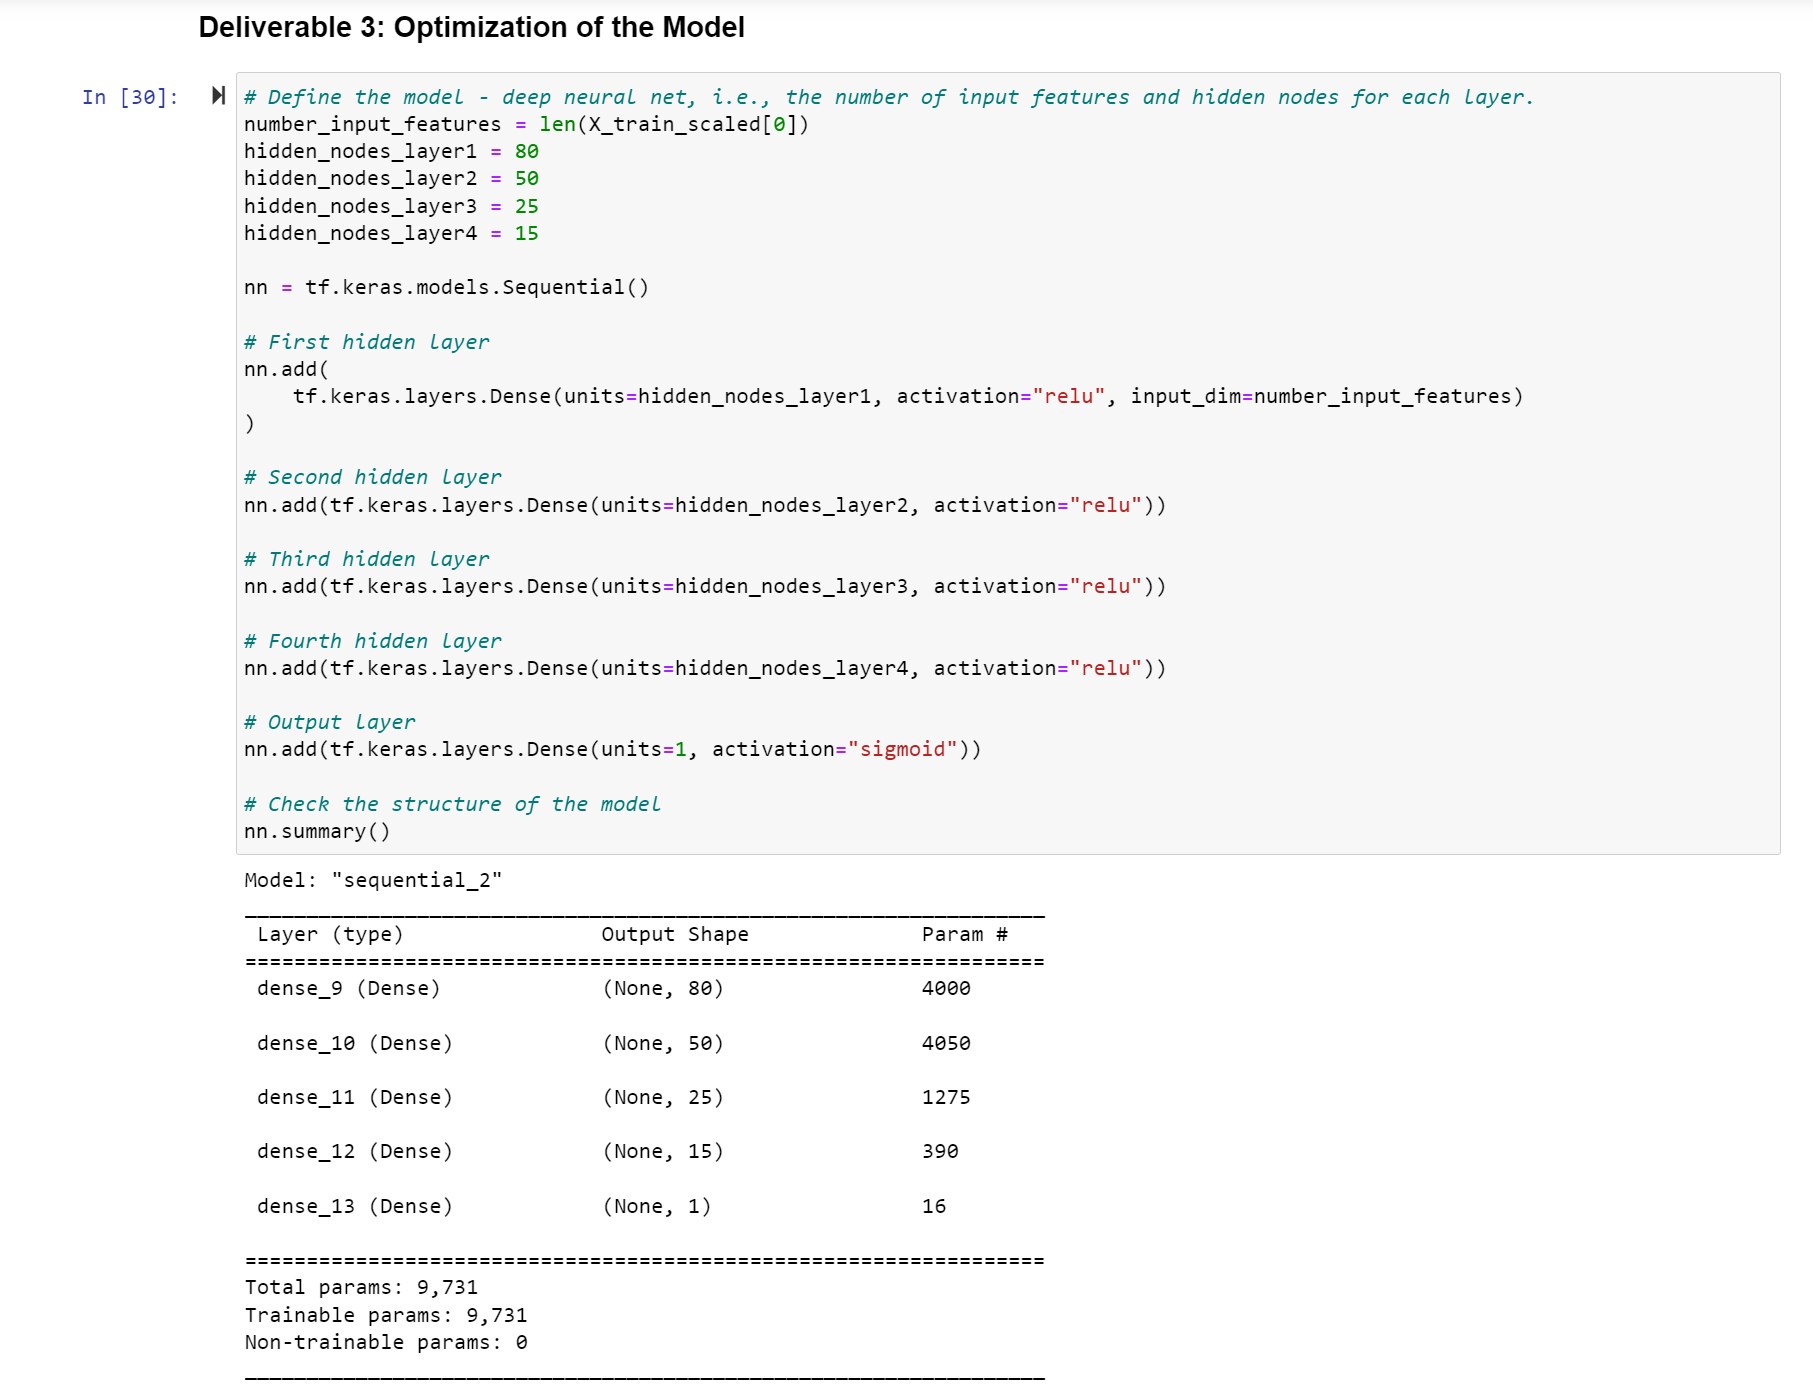 Deliverable 3: Optimization of the Model
In [30]:
# Define the model - deep neural net, i.e., the number of input features and hidden nodes for each layer.
number_input_features = len(X_train_scaled[0])
hidden_nodes_layer1 = 80
hidden_nodes_layer2 = 50
hidden_nodes_layer3 = 25
hidden_nodes_layer4 = 15
nn = tf.keras.models.Sequential()
# First hidden layer
nn.add(
    tf.keras.layers.Dense(units=hidden_nodes_layer1, activation="relu", input_dim=number_input_features)
)
# Second hidden layer
nn.add(tf.keras.layers.Dense(units=hidden_nodes_layer2, activation="relu"))
# Third hidden layer
nn.add(tf.keras.layers.Dense(units=hidden_nodes_layer3, activation="relu"))
# Fourth hidden layer
nn.add(tf.keras.layers.Dense(units=hidden_nodes_layer4, activation="relu"))
# Output layer
nn.add(tf.keras.layers.Dense(units=1, activation="sigmoid"))
# Check the structure of the model
nn.summary()
Model: "sequential_2"
_________________________________________________________________
 Layer (type)                Output Shape              Param #
=================================================================
 dense_9 (Dense)             (None, 80)                4000
 dense_10 (Dense)            (None, 50)                4050
 dense_11 (Dense)            (None, 25)                1275
 dense_12 (Dense)            (None, 15)                390
 dense_13 (Dense)            (None, 1)                 16
=================================================================
Total params: 9,731
Trainable params: 9,731
Non-trainable params: 0
_________________________________________________________________